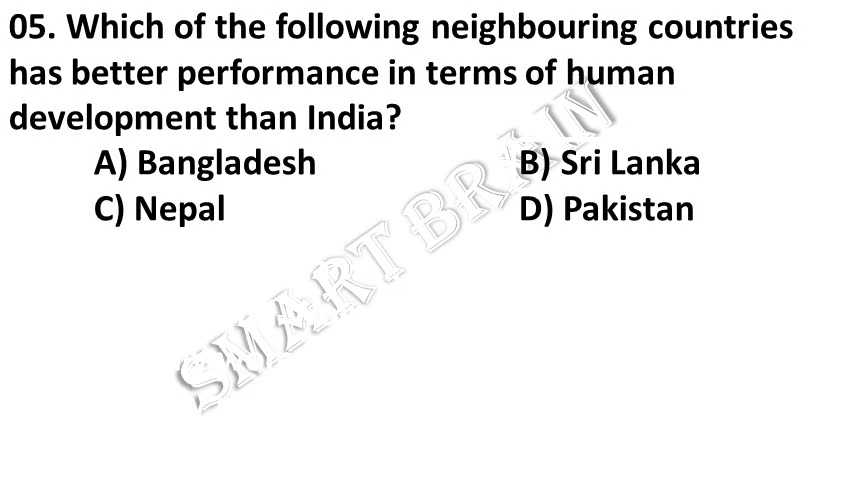 05. Which of the following neighbouring countries
has better performance in terms of human
development than India?
A) Bangladesh B) Sri Lanka
C) Nepal D) Pakistan
SMART BRAIN